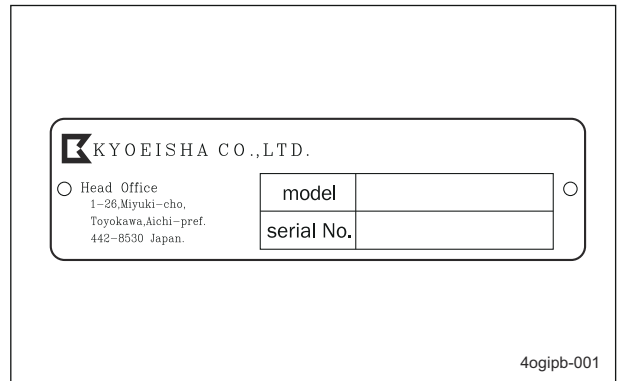 KYOEISHA CO.,LTD.
Head Office
1-26,Miyuki-cho,
Toyokawa,Aichi-pref.
442-8530 Japan.
model
serial No.
4ogipb-001